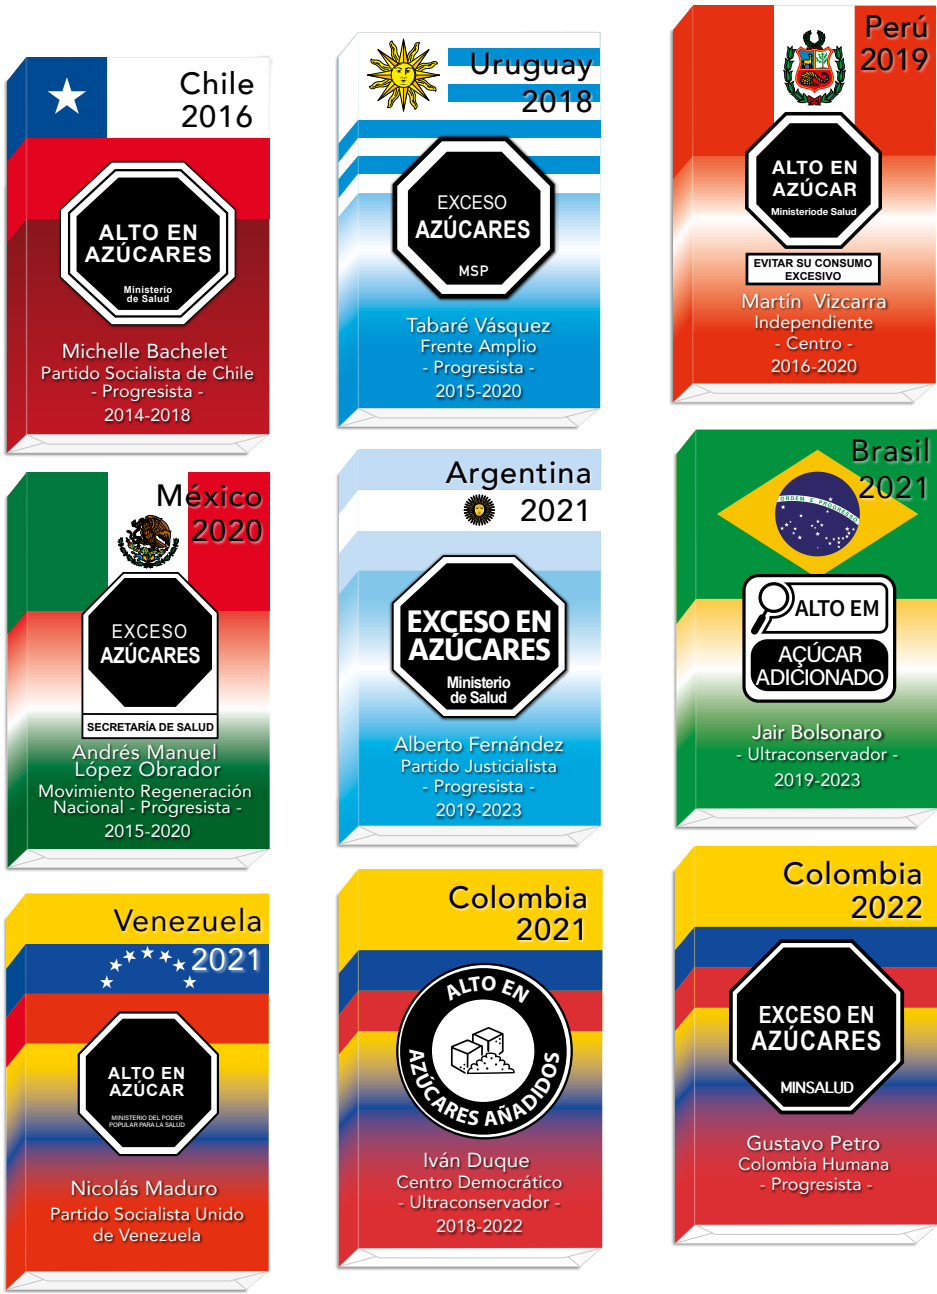 Chile
2016
ALTO EN
AZÚCARES
Ministerio
de Salud
Michelle Bachelet
Partido Socialista de Chile
- Progresista -
2014-2018
Uruguay
2018
EXCESO
AZÚCARES
MSP
Tabaré Vásquez
Frente Amplio
- Progresista -
2015-2020
Perú
2019
ALTO EN
AZÚCAR
Ministeriode Salud
EVITAR SU CONSUMO
EXCESIVO
Martín Vizcarra
Independiente
- Centro -
2016-2020
México
2020
EXCESO
AZÚCARES
SECRETARÍA DE SALUD
Andrés Manuel
López Obrador
Movimiento Regeneración
Nacional - Progresista -
2015-2020
Argentina
2021
EXCESO EN
AZÚCARES
Ministerio
de Salud
Alberto Fernández
Partido Justicialista
- Progresista -
2019-2023
Brasil
2021
ORDEM E PROGRESSO
ALTO EM
AÇÚCAR
ADICIONADO
Jair Bolsonaro
- Ultraconservador -
2019-2023
Venezuela
2021
ALTO EN
AZÚCAR
MINISTERIO DEL PODER
POPULAR PARA LA SALUD
Nicolás Maduro
Partido Socialista Unido
de Venezuela
Colombia
2021
ALTO EN
AZÚCARES AÑADIDOS
Iván Duque
Centro Democrático
- Ultraconservador -
2018-2022
Colombia
2022
EXCESO EN
AZÚCARES
MINSALUD
Gustavo Petro
Colombia Humana
- Progresista -